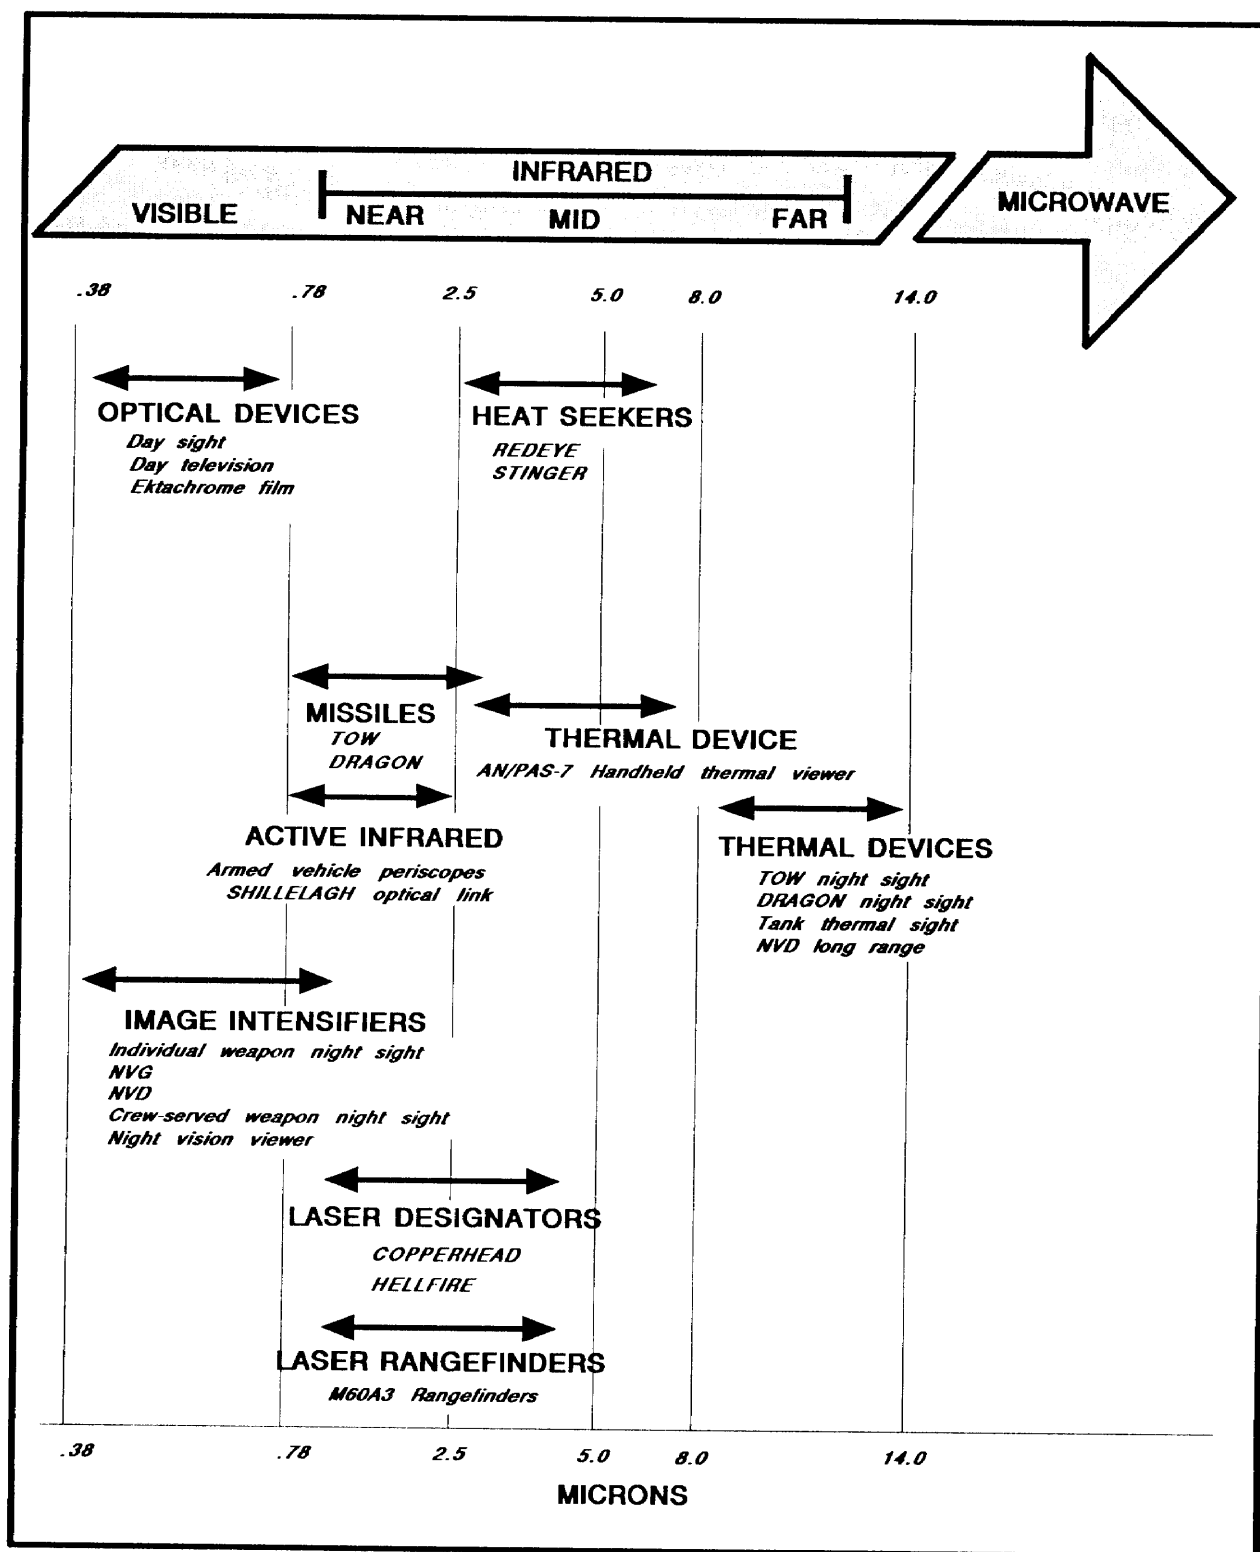 INFRARED
VISIBLE
NEAR
MID
FAR
MICROWAVE
.38
.78
2.5
5.0
8.0
14.0
OPTICAL DEVICES
Day sight
Day television
Ektachrome film
HEAT SEEKERS
REDEYE
STINGER
MISSILES
TOW
DRAGON
THERMAL DEVICE
AN/PAS-7 Handheld thermal viewer
ACTIVE INFRARED
Armed vehicle periscopes
SHILLELAGH optical link
THERMAL DEVICES
TOW night sight
DRAGON night sight
Tank thermal sight
NVD long range
IMAGE INTENSIFIERS
Individual weapon night sight
NVG
NVD
Crew-served weapon night sight
Night vision viewer
LASER DESIGNATORS
COPPERHEAD
HELLFIRE
LASER RANGEFINDERS
M60A3 Rangefinders
.38
.78
2.5
5.0
8.0
14.0
MICRONS